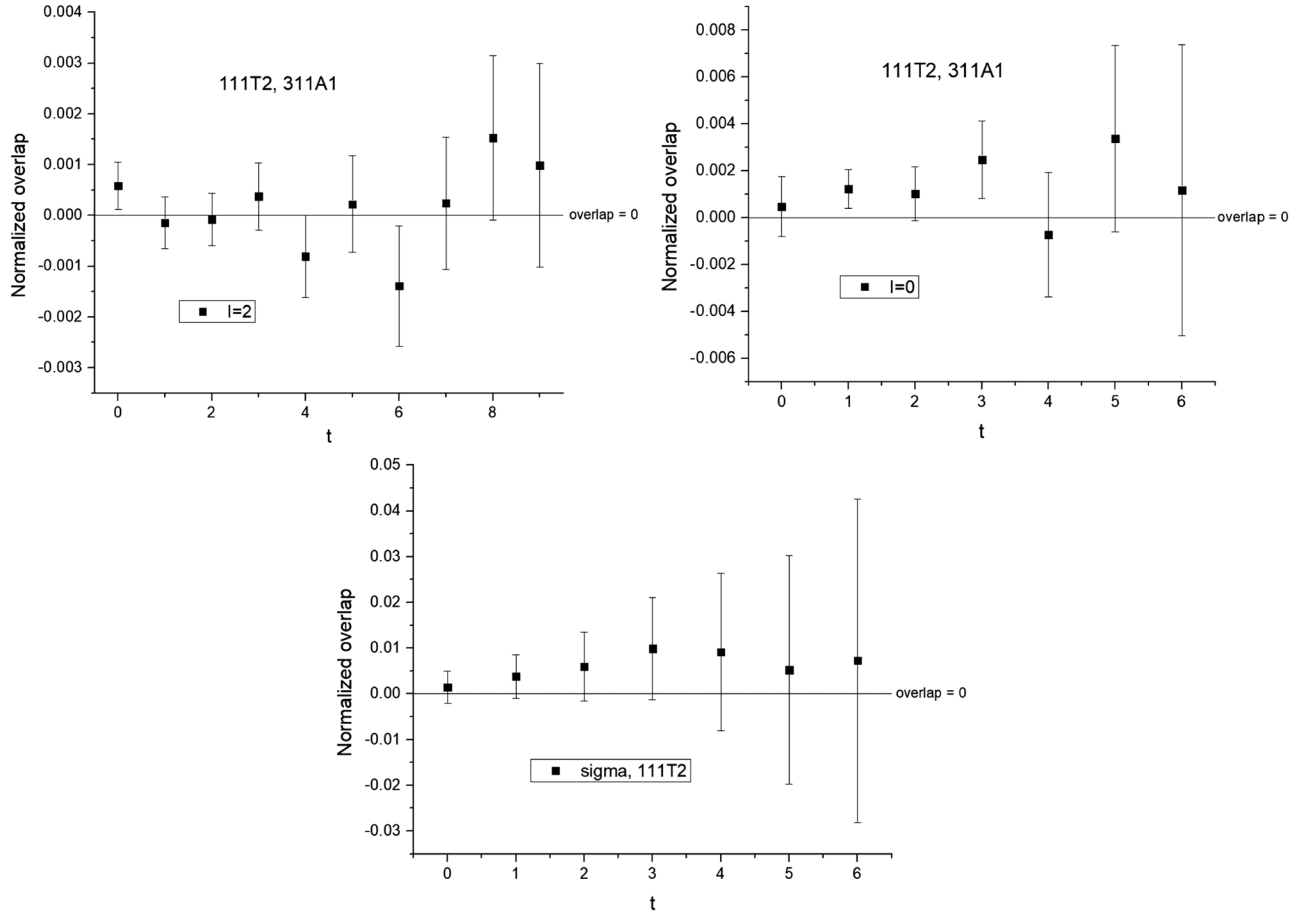 0.004
0.003
0.002
0.001
0.000
-0.001
-0.002
-0.003
Normalized overlap
111T2, 311A1
overlap = 0
I=2
0 2 4 6 8
t
0.008
0.006
0.004
0.002
0.000
-0.002
-0.004
-0.006
Normalized overlap
111T2, 311A1
overlap = 0
I=0
0 1 2 3 4 5 6
t
0.05
0.04
0.03
0.02
0.01
0.00
-0.01
-0.02
-0.03
Normalized overlap
overlap = 0
sigma, 111T2
0 1 2 3 4 5 6
t